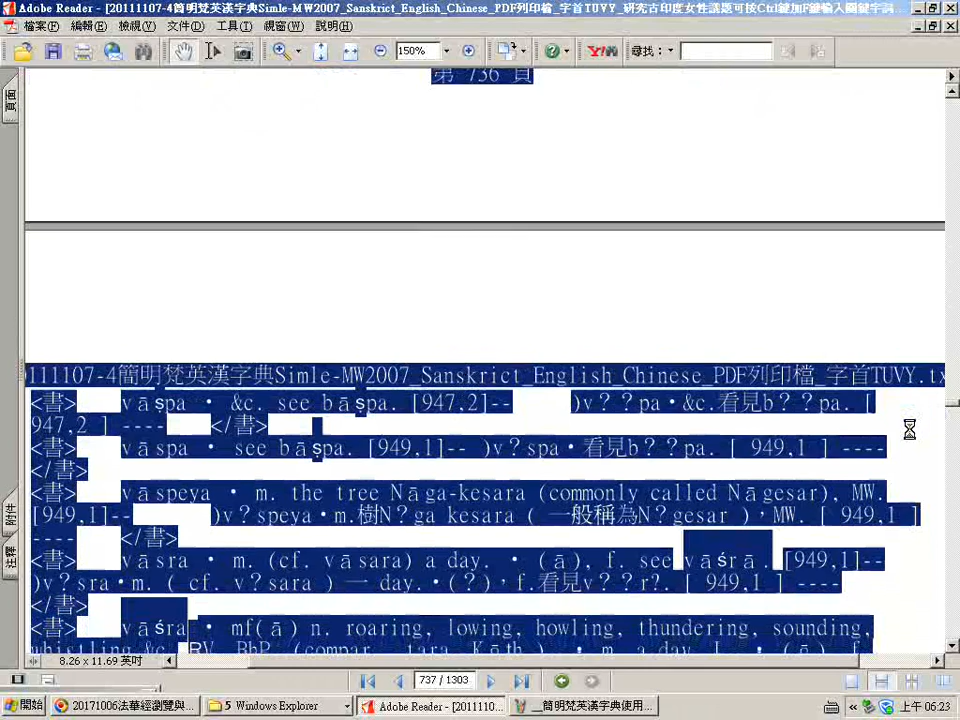 Adobe Reader - [20111107-4簡明梵英漢字典Simle-MW2007_Sanskrict_English_Chinese_PDF列印檔_字首TUVY_研究古印度女性議題可按Ctrl鍵加F鍵輸入關鍵字詞
檔案(F) 編輯(E) 檢視(V) 文件(D) 工具(T) 視窗(W) 說明(H)
150% Y! 尋找：
頁面
第 736 頁
111107-4簡明梵英漢字典Simle-MW2007_Sanskrict_English_Chinese_PDF列印檔_字首TUVY.tx
<書> vāṣpa · &c. see bāṣpa. [947,2]-- )v？？pa·&c.看見b？？pa. [
947,2 ] ---- </書>
<書> vāspa · see bāṣpa. [949,1]-- )v？spa·看見b？？pa. [ 949,1 ] ----
</書>
<書> vāspeya · m. the tree Nāga-kesara (commonly called Nāgesar), MW.
[949,1]-- )v？speya·m.樹N？ga kesara ( 一般稱為N？gesar )，MW. [ 949,1 ]
---- </書>
<書> vāsra · m. (cf. vāsara) a day. · (ā), f. see vāśrā. [949,1]--
)v？sra·m. ( cf. v？sara ) 一 day. ·(？)，f.看見v？？r?. [ 949,1 ] ----
</書>
<書> vāśra · mf(ā) n. roaring, lowing, howling, thundering, sounding,
whistling &c. RV. BhP. (compar. -tara, Kāṭh.) · m. a day, L. · (ā), f.
附件
注釋
8.26 x 11.69 英吋
737 / 1303
開始 20171006法華經瀏覽與... 5 Windows Explorer Adobe Reader - [2011110... __簡明梵英漢字典使用... 上午 06:23